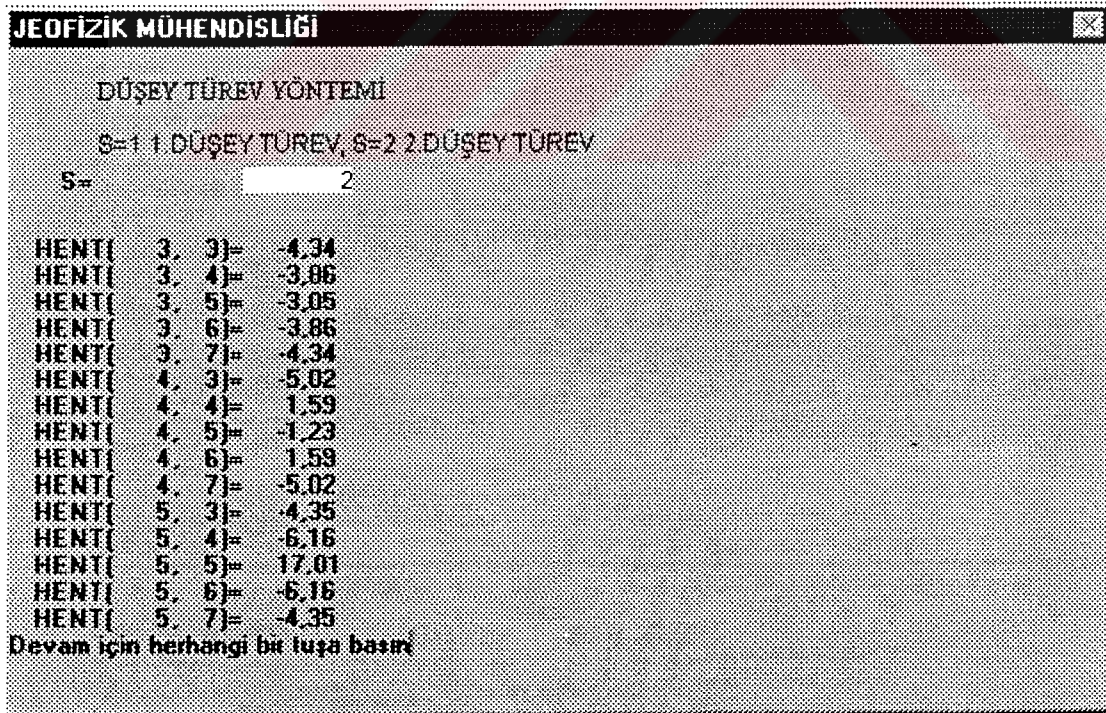 JEOFİZİK MÜHENDİSLİĞİ
DÜŞEY TÜREV YÖNTEMİ
S=1 1.DÜŞEY TÜREV, S=2 2.DÜŞEY TÜREV
S= 2
HENT( 3, 3)= -4,34
HENT( 3, 4)= -3,86
HENT( 3, 5)= -3,05
HENT( 3, 6)= -3,86
HENT( 3, 7)= -4,34
HENT( 4, 3)= -5,02
HENT( 4, 4)= 1,59
HENT( 4, 5)= -1,23
HENT( 4, 6)= 1,59
HENT( 4, 7)= -5,02
HENT( 5, 3)= -4,35
HENT( 5, 4)= -6,16
HENT( 5, 5)= 17,01
HENT( 5, 6)= -6,16
HENT( 5, 7)= -4,35
Devam için herhangi bir tuşa basın!